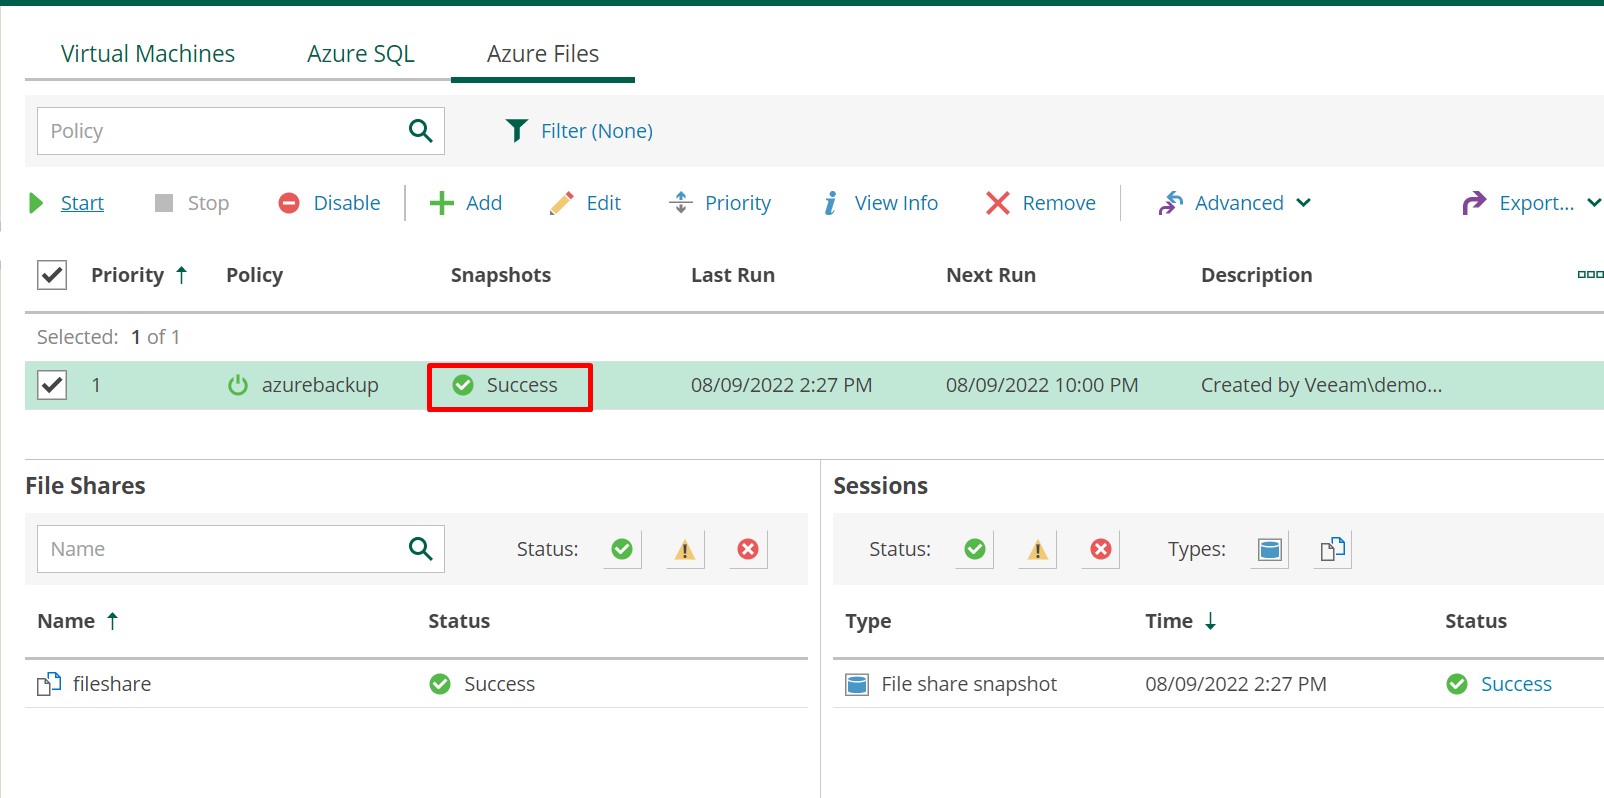 Virtual Machines Azure SQL Azure Files
Policy Filter (None)
Start Stop Disable Add Edit Priority View Info Remove Advanced Export...
Priority Policy Snapshots Last Run Next Run Description
Selected: 1 of 1
1 azurebackup Success 08/09/2022 2:27 PM 08/09/2022 10:00 PM Created by Veeam\demo...
File Shares
Name Status:
Name Status
fileshare Success
Sessions
Status: Types:
Type Time Status
File share snapshot 08/09/2022 2:27 PM Success